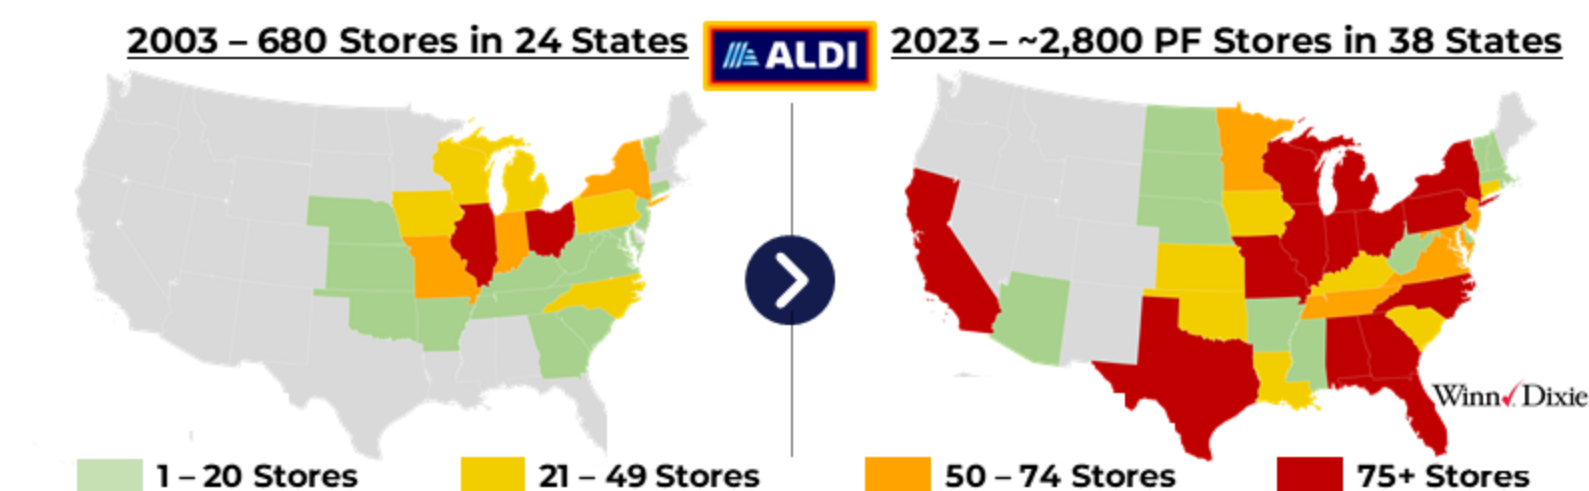 2003 – 680 Stores in 24 States
ALDI
2023 – ~2,800 PF Stores in 38 States
Winn Dixie
1 – 20 Stores
21 – 49 Stores
50 – 74 Stores
75+ Stores